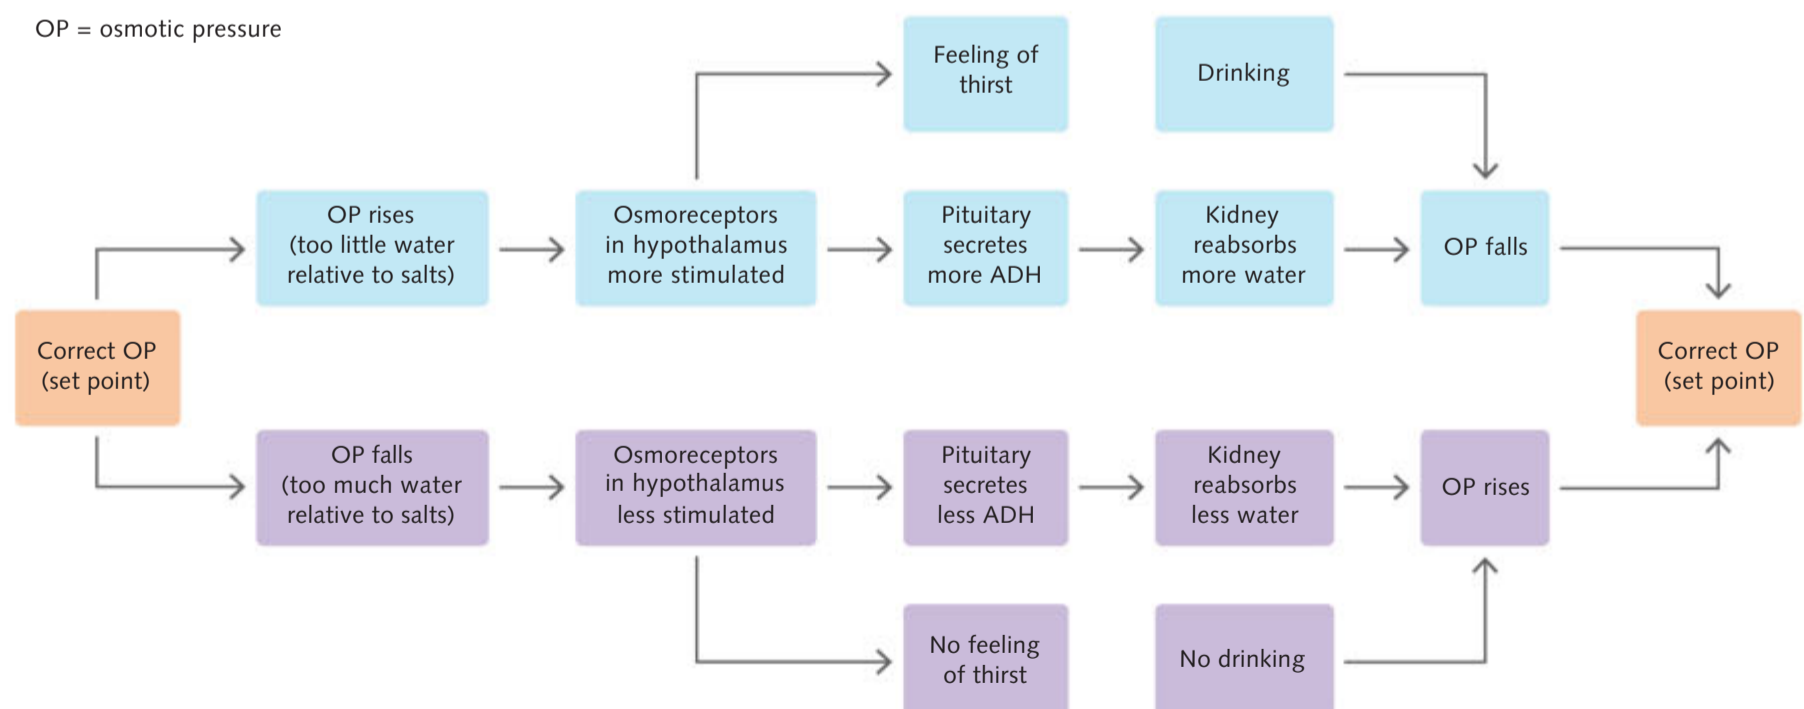 OP = osmotic pressure
Feeling of
thirst
Drinking
OP rises
(too little water
relative to salts)
Osmoreceptors
in hypothalamus
more stimulated
Pituitary
secretes
more ADH
Kidney
reabsorbs
more water
OP falls
Correct OP
(set point)
Correct OP
(set point)
OP falls
(too much water
relative to salts)
Osmoreceptors
in hypothalamus
less stimulated
Pituitary
secretes
less ADH
Kidney
reabsorbs
less water
OP rises
No feeling
of thirst
No drinking